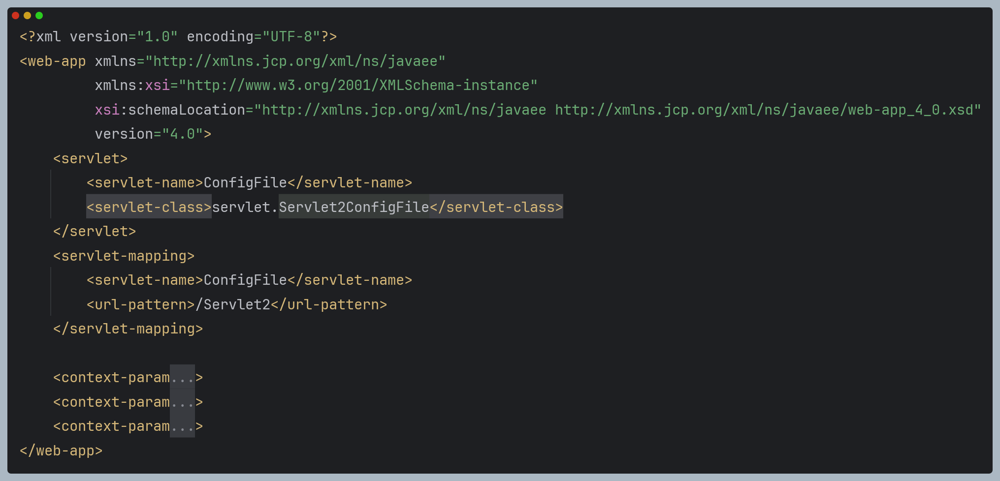 <?xml version="1.0" encoding="UTF-8"?>
<web-app xmlns="http://xmlns.jcp.org/xml/ns/javaee"
         xmlns:xsi="http://www.w3.org/2001/XMLSchema-instance"
         xsi:schemaLocation="http://xmlns.jcp.org/xml/ns/javaee http://xmlns.jcp.org/xml/ns/javaee/web-app_4_0.xsd"
         version="4.0">
    <servlet>
        <servlet-name>ConfigFile</servlet-name>
        <servlet-class>servlet.Servlet2ConfigFile</servlet-class>
    </servlet>
    <servlet-mapping>
        <servlet-name>ConfigFile</servlet-name>
        <url-pattern>/Servlet2</url-pattern>
    </servlet-mapping>

    <context-param...>
    <context-param...>
    <context-param...>
</web-app>